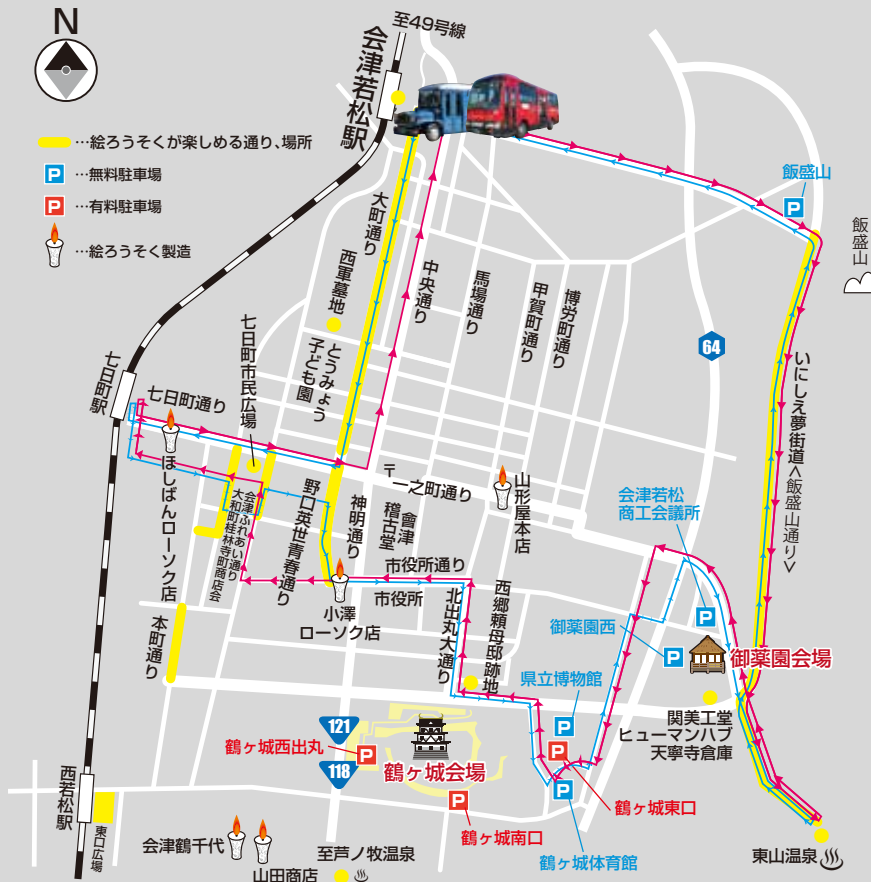 N
至49号線
会津若松駅
…絵ろうそくが楽しめる通り、場所
P …無料駐車場
P …有料駐車場
…絵ろうそく製造
飯盛山
P
飯盛山
大町通り
西軍墓地
中央通り
馬場通り
甲賀町通り
博労町通り
64
とうみょう
子ども園
七日町市民広場
七日町駅
七日町通り
いにしえ夢街道<飯盛山通り>
ほしばんローソク店
会津ふれあい通り
大和町桂林寺町商店会
野口英世青春通り
神明通り
〒
一之町通り
會津
稽古堂
山形屋本店
会津若松
商工会議所
P
市役所通り
市役所
小澤
ローソク店
北出丸大通り
西郷頼母邸跡地
本町通り
御薬園西
P
御薬園会場
県立博物館
P
関美工堂
ヒューマンハブ
天寧寺倉庫
121
118
鶴ヶ城西出丸
P
鶴ヶ城会場
P
鶴ヶ城東口
P
鶴ヶ城南口
P
鶴ヶ城体育館
西若松駅
東口広場
会津鶴千代
山田商店
至芦ノ牧温泉
東山温泉